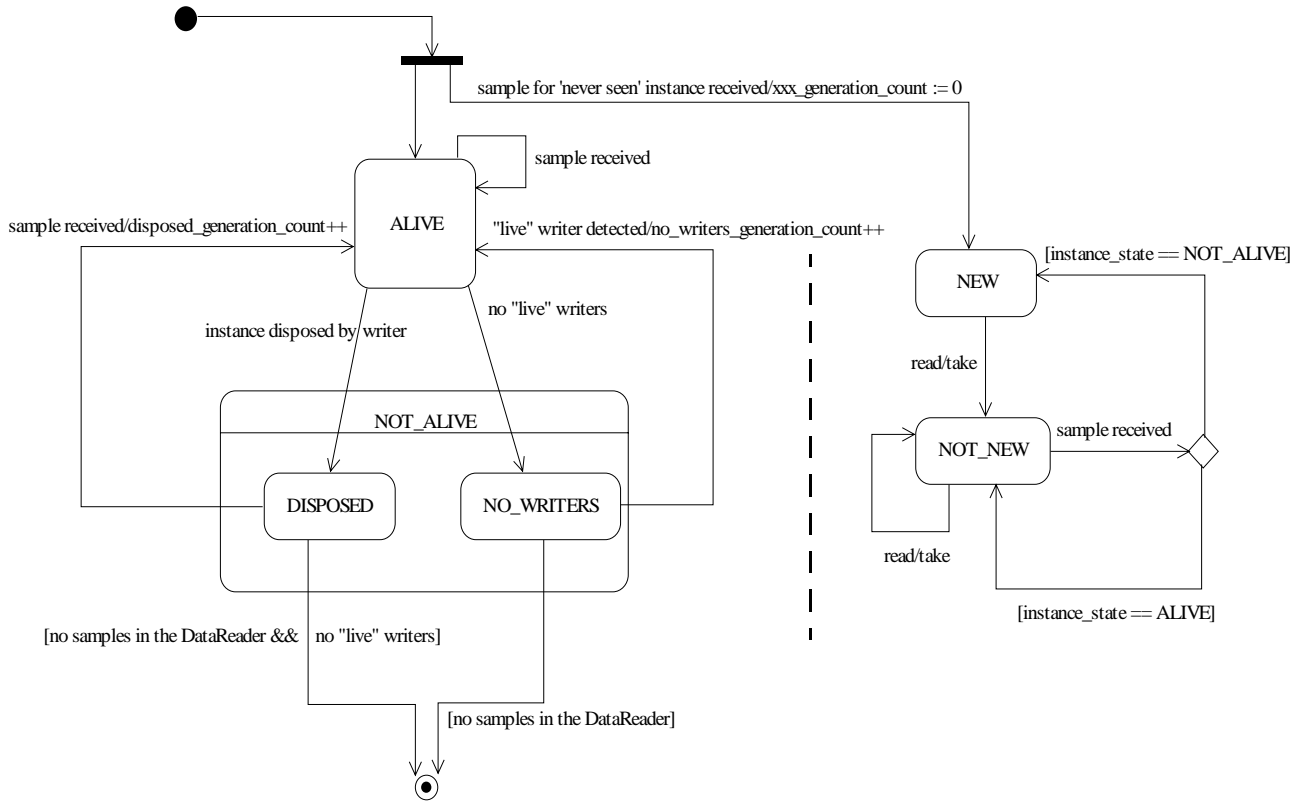 sample for 'never seen' instance received/xxx_generation_count := 0
sample received
ALIVE
sample received/disposed_generation_count++
"live" writer detected/no_writers_generation_count++
[instance_state == NOT_ALIVE]
NEW
no "live" writers
instance disposed by writer
read/take
NOT_ALIVE
sample received
NOT_NEW
DISPOSED
NO_WRITERS
read/take
[instance_state == ALIVE]
[no samples in the DataReader && no "live" writers]
[no samples in the DataReader]